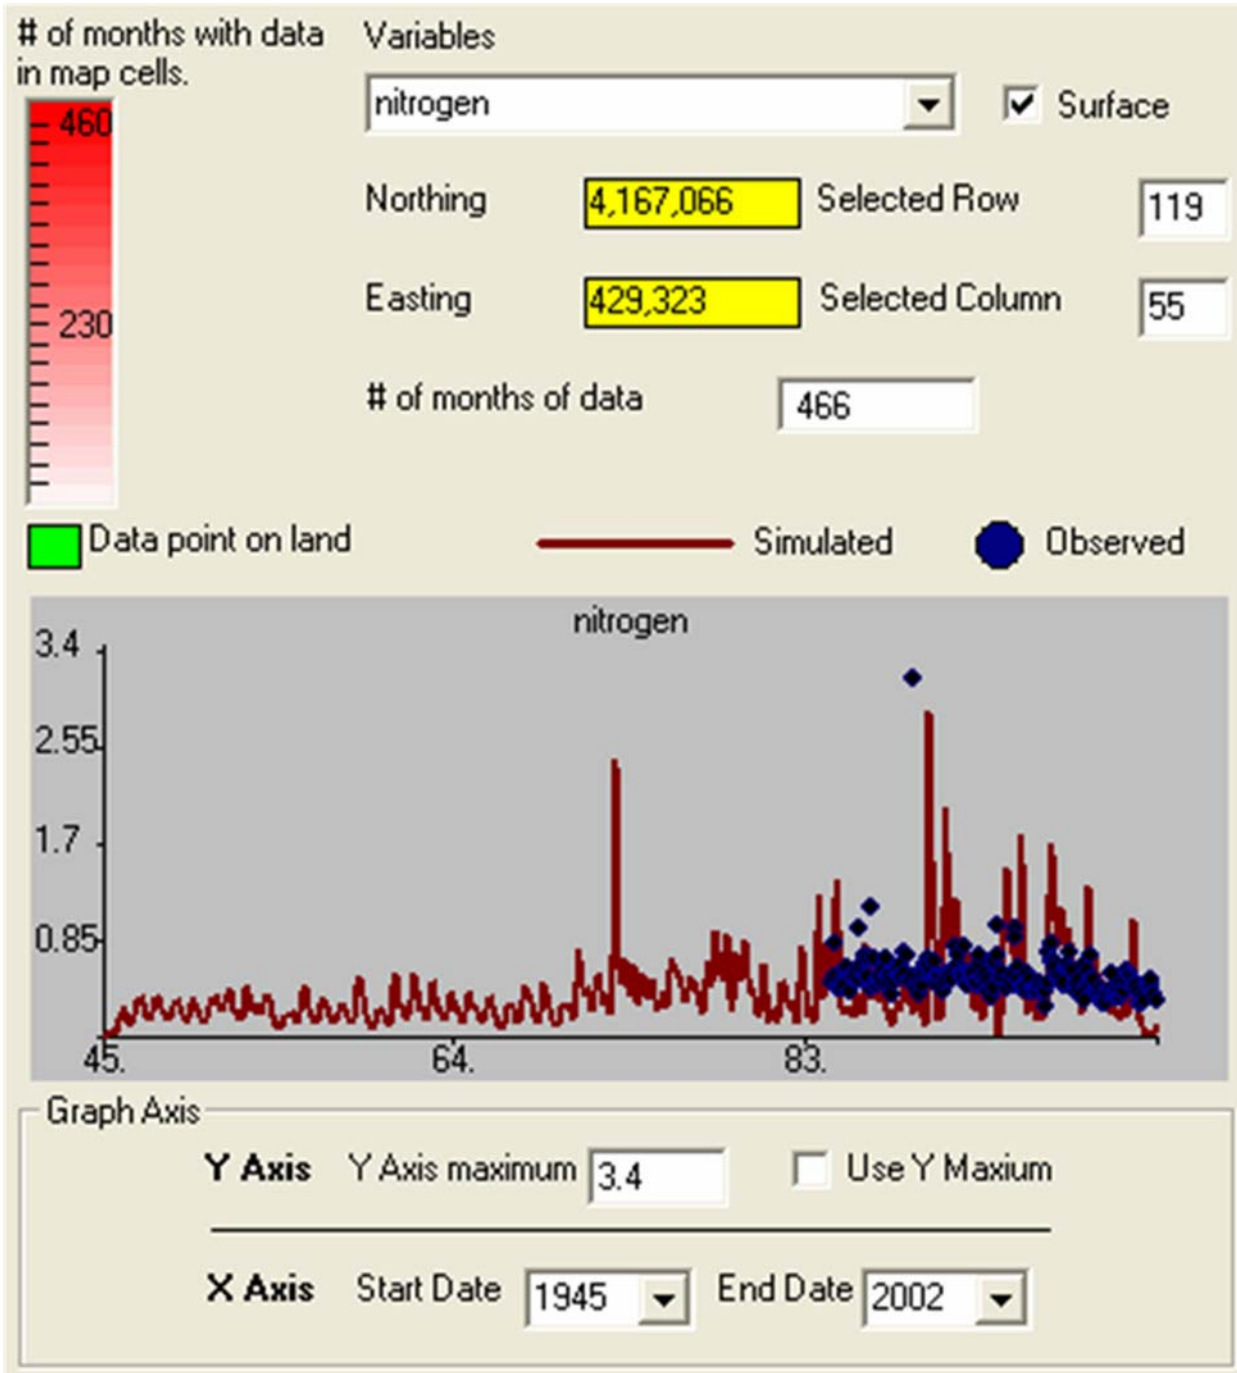 # of months with data
in map cells.
Variables
nitrogen
Surface
460
230
Northing 4,167,066 Selected Row 119
Easting 429,323 Selected Column 55
# of months of data 466
Data point on land Simulated Observed
nitrogen
3.4
2.55
1.7
0.85
45. 64. 83.
Graph Axis
Y Axis Y Axis maximum 3.4 Use Y Maxium
X Axis Start Date 1945 End Date 2002